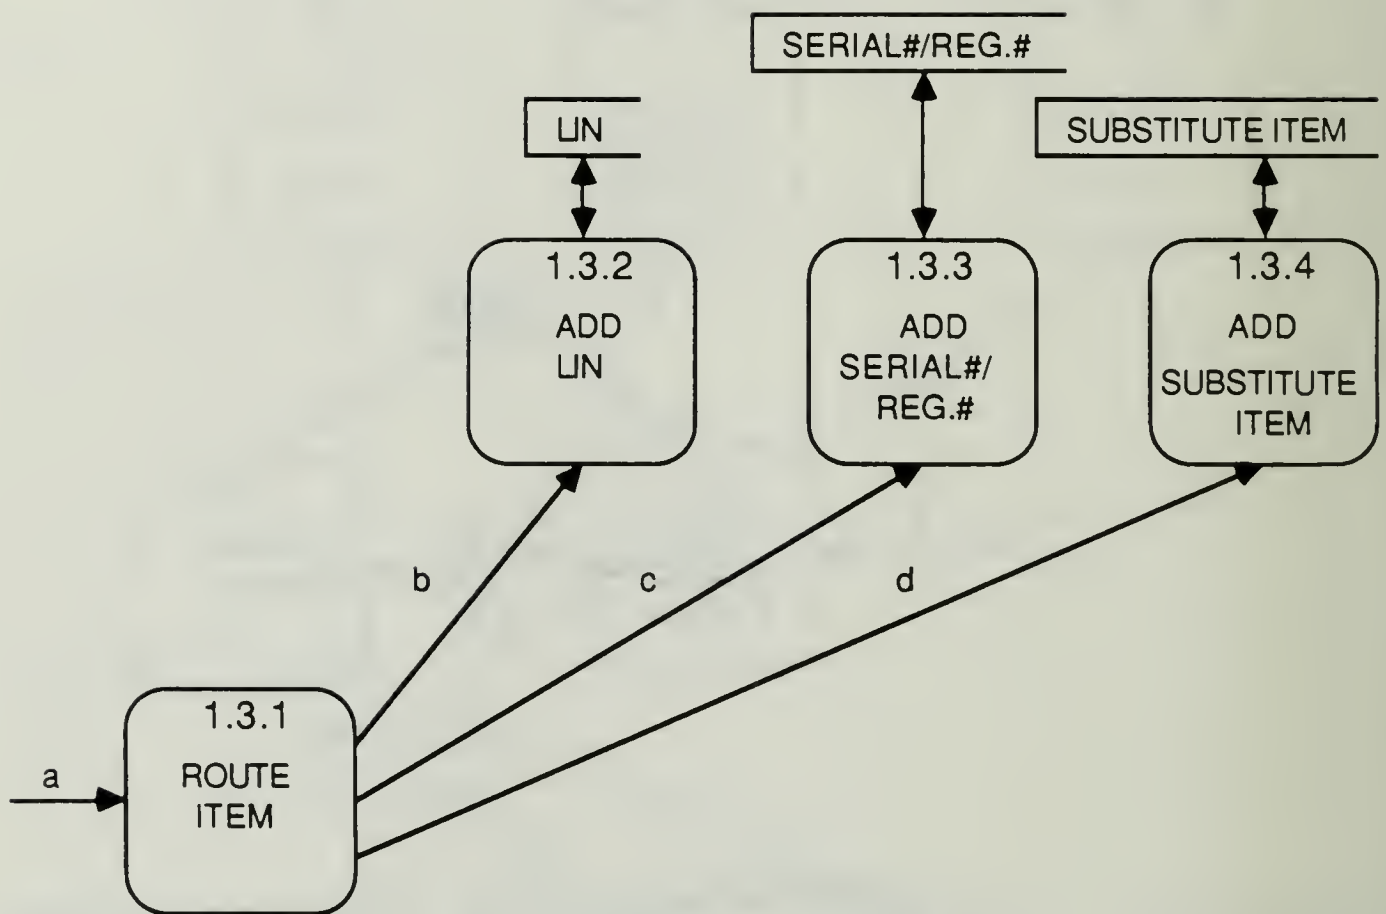 SERIAL#/REG.#
LIN
SUBSTITUTE ITEM
1.3.2
ADD
LIN
1.3.3
ADD
SERIAL#/
REG.#
1.3.4
ADD
SUBSTITUTE
ITEM
b
c
d
1.3.1
ROUTE
ITEM
a